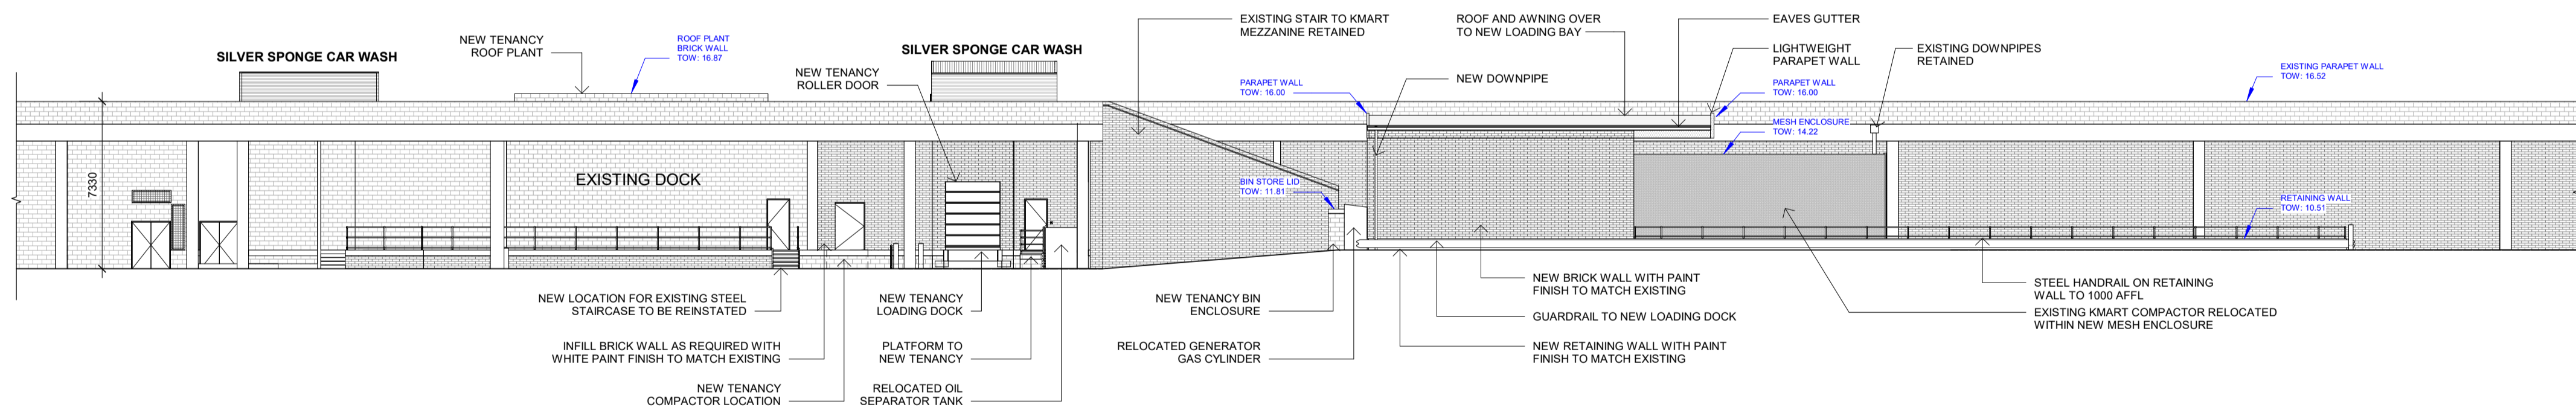 SILVER SPONGE CAR WASH
NEW TENANCY
ROOF PLANT
ROOF PLANT
BRICK WALL
TOW: 16.87
NEW TENANCY
ROLLER DOOR
SILVER SPONGE CAR WASH
EXISTING STAIR TO KMART
MEZZANINE RETAINED
ROOF AND AWNING OVER
TO NEW LOADING BAY
EAVES GUTTER
LIGHTWEIGHT
PARAPET WALL
EXISTING DOWNPIPES
RETAINED
NEW DOWNPIPE
PARAPET WALL
TOW: 16.00
PARAPET WALL
TOW: 16.00
EXISTING PARAPET WALL
TOW: 16.52
MESH ENCLOSURE
TOW: 14.22
7330
EXISTING DOCK
BIN STORE LID
TOW: 11.81
RETAINING WALL
TOW: 10.51
NEW LOCATION FOR EXISTING STEEL
STAIRCASE TO BE REINSTATED
INFILL BRICK WALL AS REQUIRED WITH
WHITE PAINT FINISH TO MATCH EXISTING
NEW TENANCY
COMPACTOR LOCATION
NEW TENANCY
LOADING DOCK
PLATFORM TO
NEW TENANCY
RELOCATED OIL
SEPARATOR TANK
NEW TENANCY BIN
ENCLOSURE
RELOCATED GENERATOR
GAS CYLINDER
NEW BRICK WALL WITH PAINT
FINISH TO MATCH EXISTING
GUARDRAIL TO NEW LOADING DOCK
NEW RETAINING WALL WITH PAINT
FINISH TO MATCH EXISTING
STEEL HANDRAIL ON RETAINING
WALL TO 1000 AFFL
EXISTING KMART COMPACTOR RELOCATED
WITHIN NEW MESH ENCLOSURE